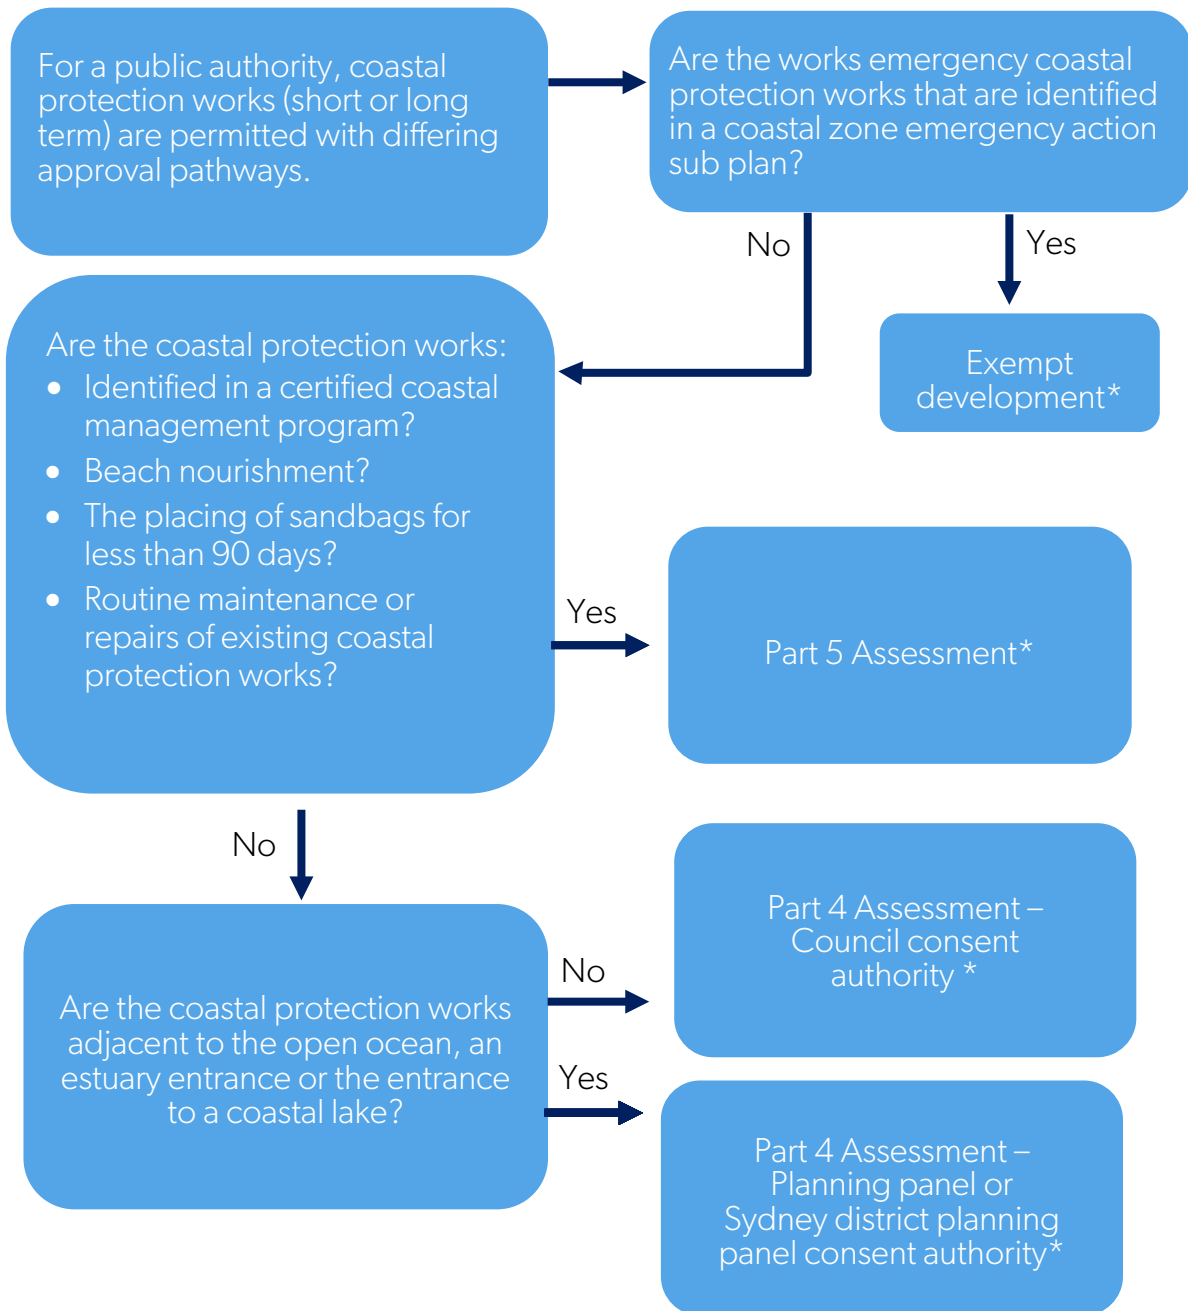 For a public authority, coastal
protection works (short or long
term) are permitted with differing
approval pathways.
Are the works emergency coastal
protection works that are identified
in a coastal zone emergency action
sub plan?
No
Yes
Exempt
development*
Are the coastal protection works:
• Identified in a certified coastal
management program?
• Beach nourishment?
• The placing of sandbags for
less than 90 days?
• Routine maintenance or
repairs of existing coastal
protection works?
Yes
Part 5 Assessment*
No
Are the coastal protection works
adjacent to the open ocean, an
estuary entrance or the entrance
to a coastal lake?
No
Part 4 Assessment –
Council consent
authority *
Yes
Part 4 Assessment –
Planning panel or
Sydney district planning
panel consent authority*